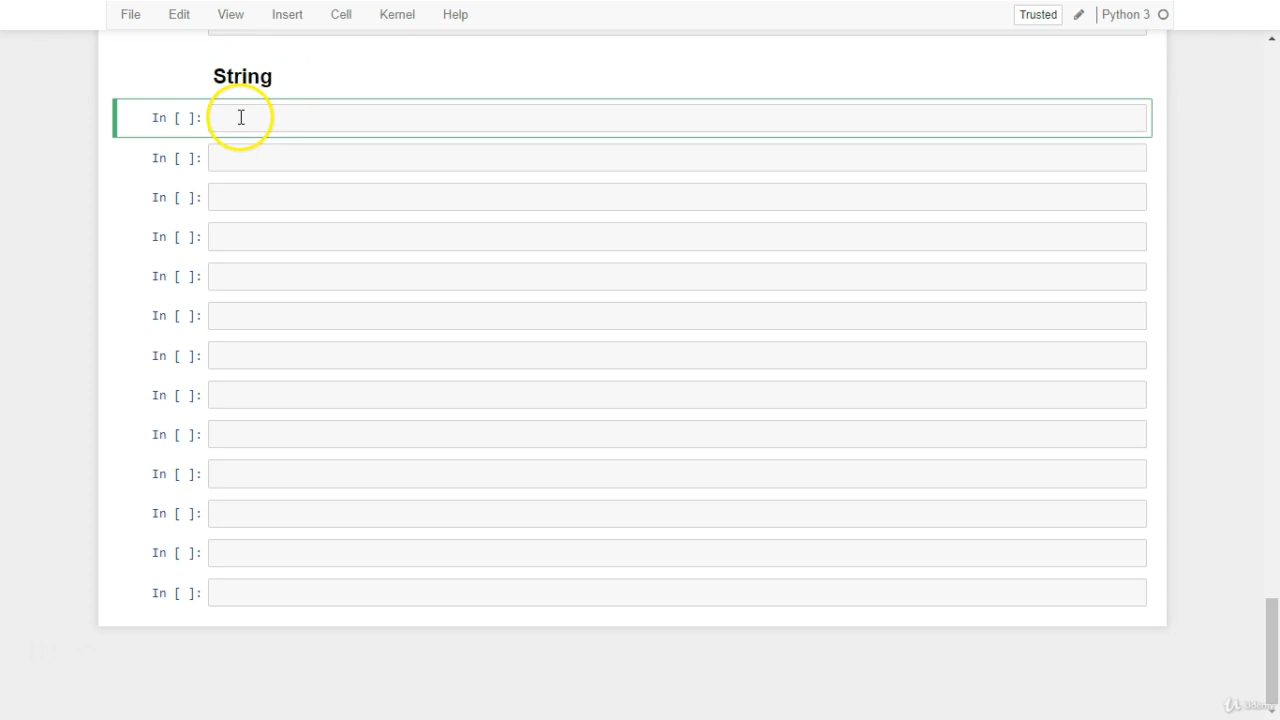 File Edit View Insert Cell Kernel Help Trusted Python 3
String
In [ ]:
In [ ]:
In [ ]:
In [ ]:
In [ ]:
In [ ]:
In [ ]:
In [ ]:
In [ ]:
In [ ]:
In [ ]:
In [ ]:
In [ ]:
Udemy